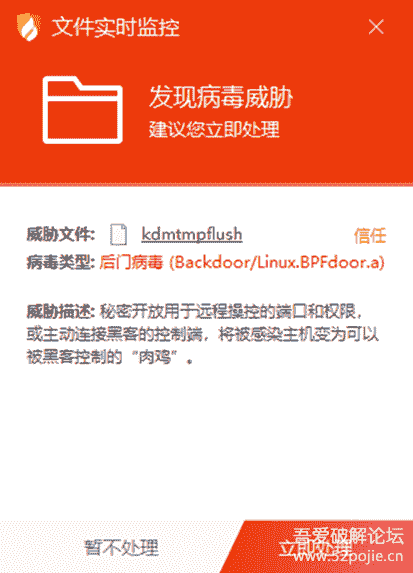 文件实时监控
发现病毒威胁
建议您立即处理
威胁文件: kdmtmpflush 信任
病毒类型: 后门病毒 (Backdoor/Linux.BPFdoor.a)
威胁描述: 秘密开放用于远程操控的端口和权限,
或主动连接黑客的控制端, 将被感染主机变为可以
被黑客控制的“肉鸡”。
暂不处理 立即处理
吾爱破解论坛
www.52pojie.cn